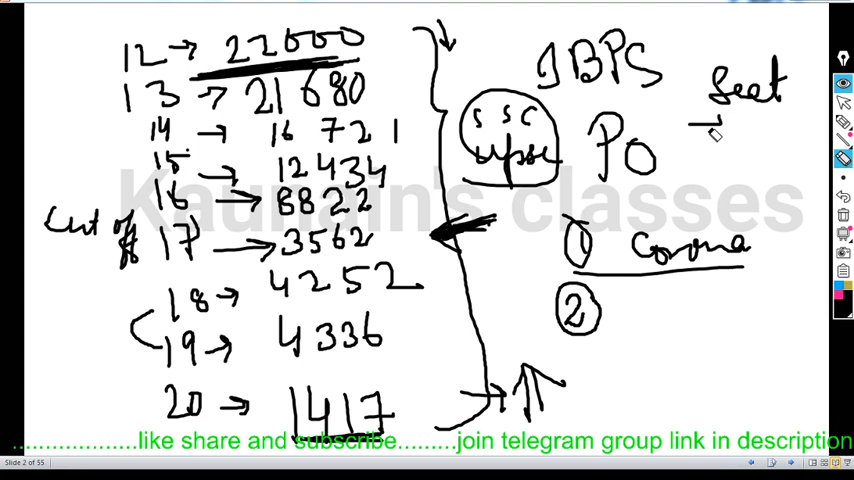 12 → 22000
13 → 21680
14 → 16721
15 → 12434
16 → 8822
Cut off 17 → 3562
18 → 4252
19 → 4336
20 → 1417
IBPS
PO
SSC
upsc
Seat →
① Corona
②
Kaunain's classes
..................like share and subscribe.........join telegram group link in description
Slide 2 of 55